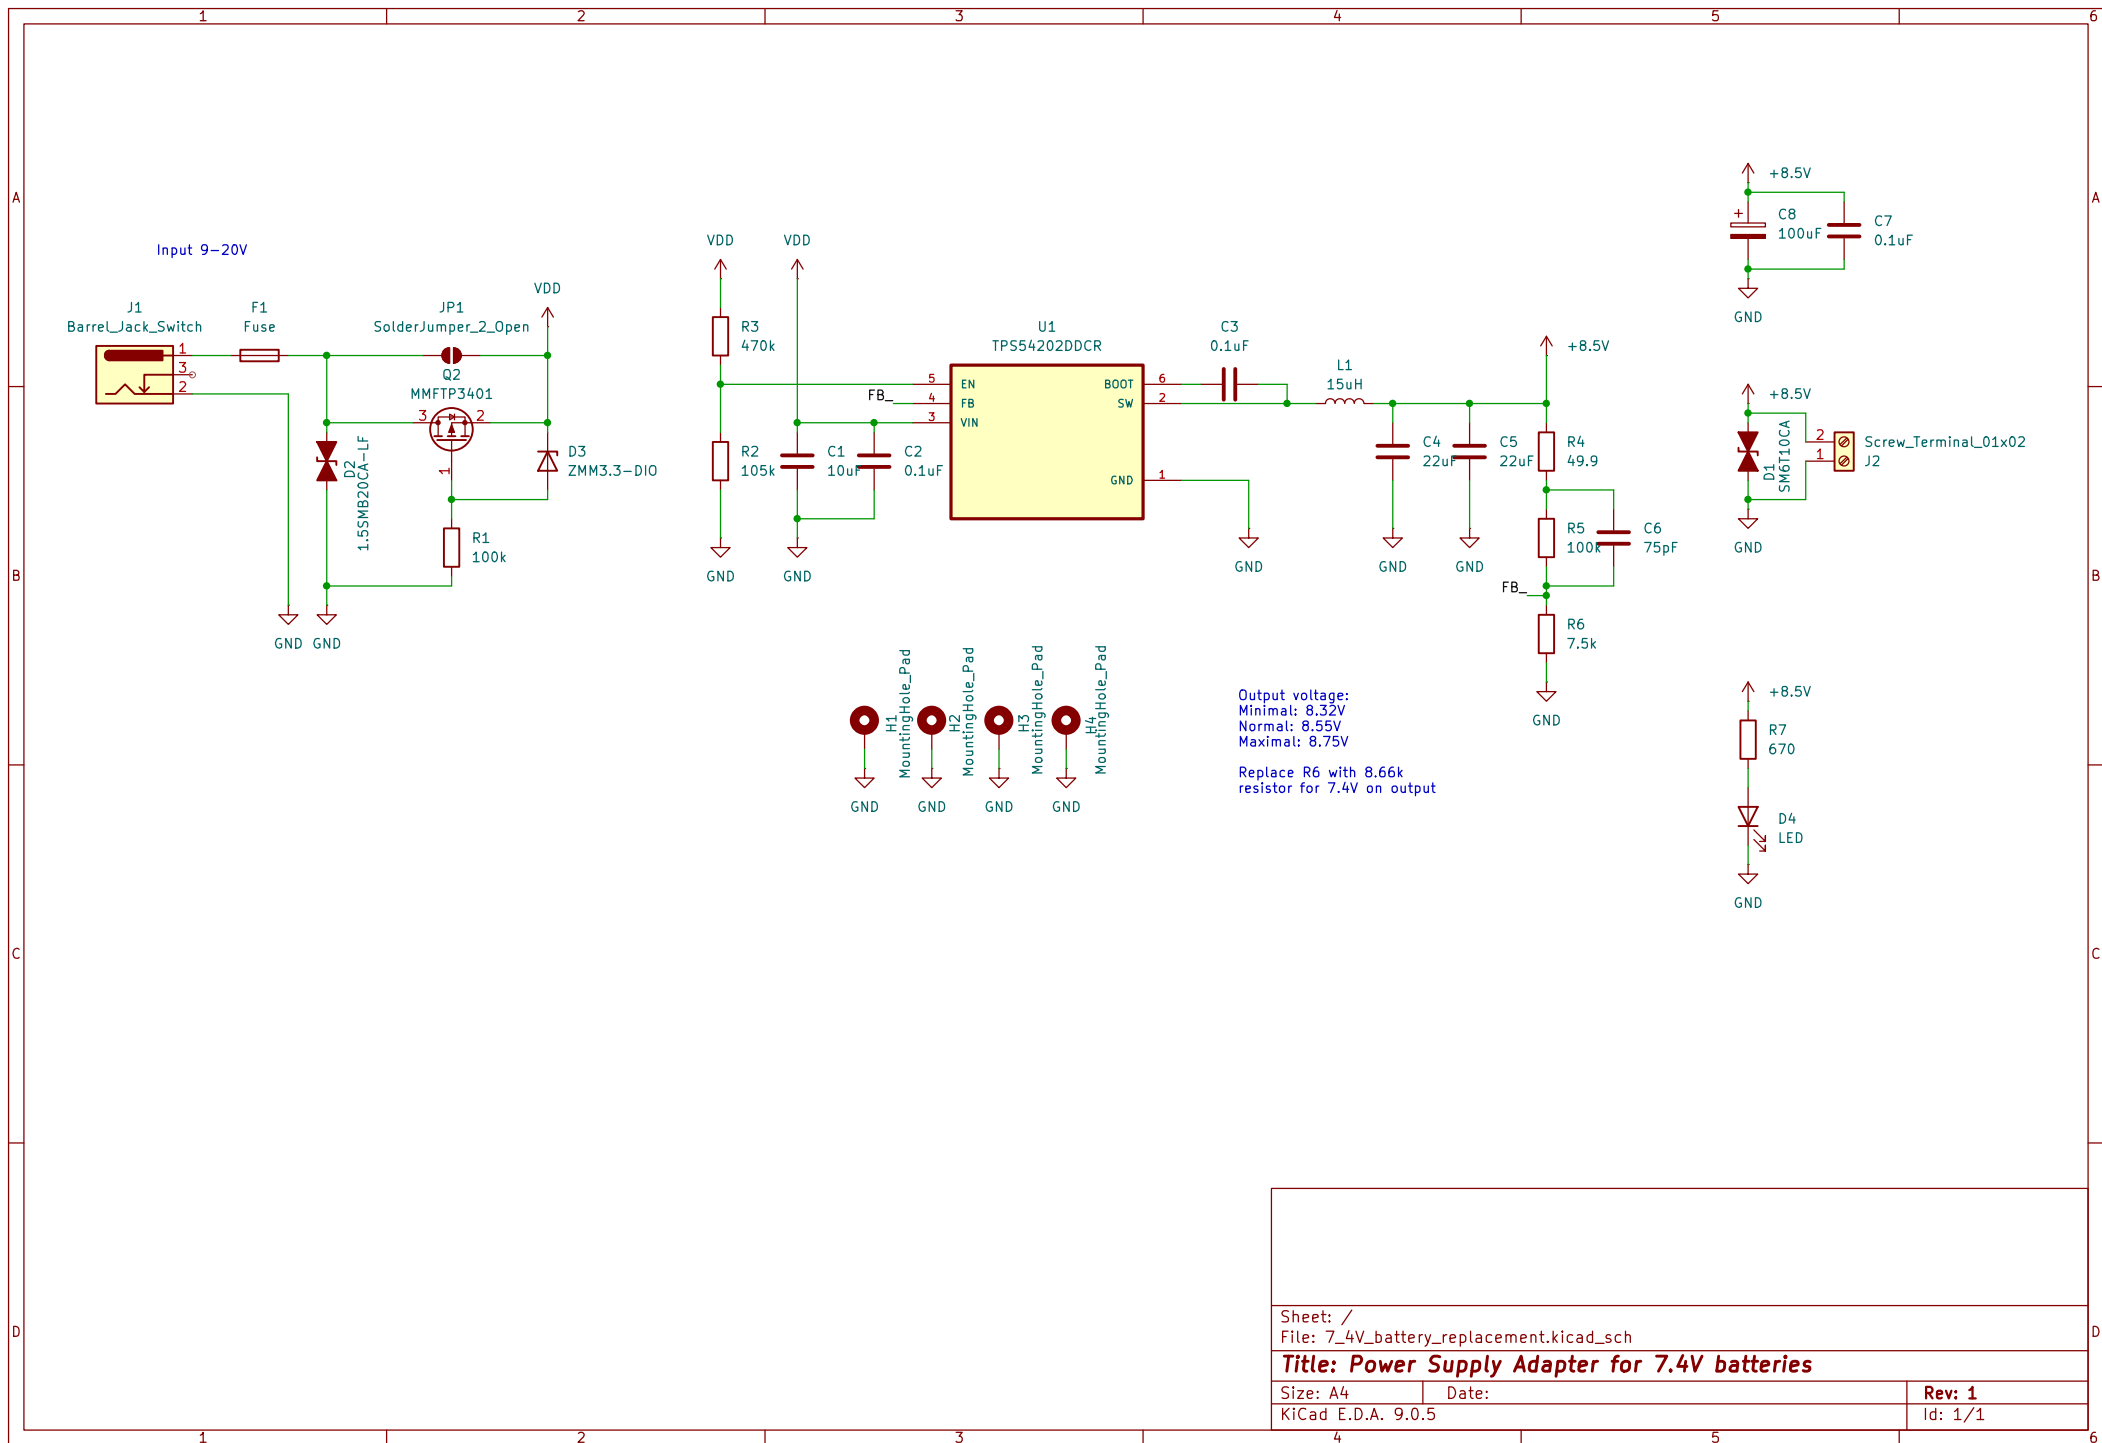 1 2 3 4 5 6
A
A
B
B
C
C
D
D
Input 9-20V
J1
Barrel_Jack_Switch
1
3
2
F1
Fuse
JP1
SolderJumper_2_Open
VDD
Q2
MMFTP3401
3
2
1
D2
1.5SMB20CA-LF
D3
ZMM3.3-DIO
R1
100k
GND
GND
VDD
VDD
R3
470k
R2
105k
C1
10uF
C2
0.1uF
GND
GND
FB_
U1
TPS54202DDCR
5 EN
4 FB
3 VIN
BOOT 6
SW 2
GND 1
C3
0.1uF
L1
15uH
GND
C4
22uF
C5
22uF
GND
GND
+8.5V
R4
49.9
R5
100k
C6
75pF
FB_
R6
7.5k
GND
+8.5V
+
C8
100uF
C7
0.1uF
GND
+8.5V
D1
SM6T10CA
2
1
Screw_Terminal_01x02
J2
GND
+8.5V
R7
670
D4
LED
GND
H1
MountingHole_Pad
H2
MountingHole_Pad
H3
MountingHole_Pad
H4
MountingHole_Pad
GND
GND
GND
GND
Output voltage:
Minimal: 8.32V
Normal: 8.55V
Maximal: 8.75V
Replace R6 with 8.66k
resistor for 7.4V on output
Sheet: /
File: 7_4V_battery_replacement.kicad_sch
Title: Power Supply Adapter for 7.4V batteries
Size: A4
Date:
Rev: 1
KiCad E.D.A. 9.0.5
Id: 1/1
1 2 3 4 5 6